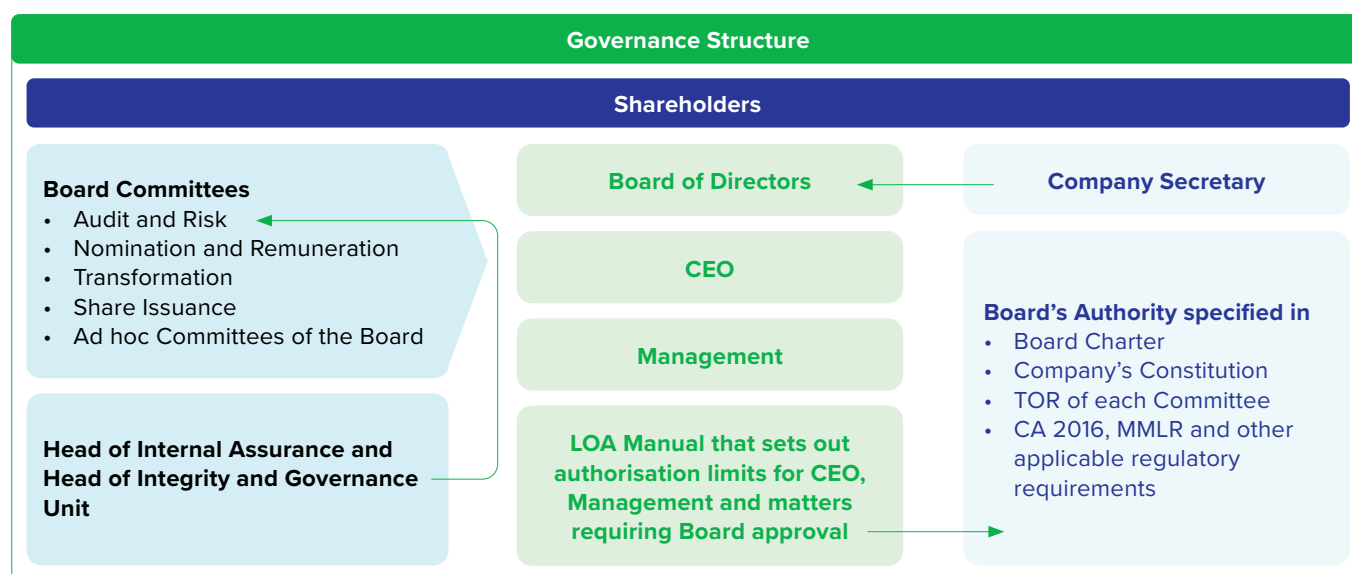 Governance Structure
Shareholders
Board Committees
• Audit and Risk
• Nomination and Remuneration
• Transformation
• Share Issuance
• Ad hoc Committees of the Board
Head of Internal Assurance and
Head of Integrity and Governance
Unit
Board of Directors
CEO
Management
LOA Manual that sets out
authorisation limits for CEO,
Management and matters
requiring Board approval
Company Secretary
Board’s Authority specified in
• Board Charter
• Company’s Constitution
• TOR of each Committee
• CA 2016, MMLR and other
applicable regulatory
requirements